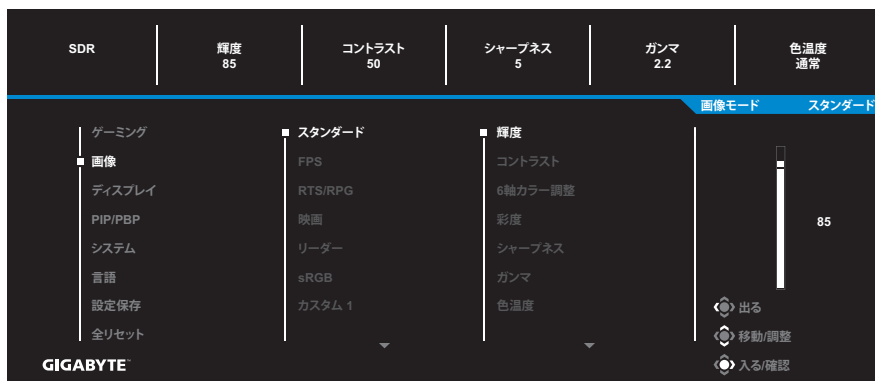 SDR
輝度
85
コントラスト
50
シャープネス
5
ガンマ
2.2
色温度
通常
画像モード スタンダード
ゲーミング
画像
ディスプレイ
PIP/PBP
システム
言語
設定保存
全リセット
スタンダード
FPS
RTS/RPG
映画
リーダー
sRGB
カスタム 1
輝度
コントラスト
6軸カラー調整
彩度
シャープネス
ガンマ
色温度
85
出る
移動/調整
入る/確認
GIGABYTE™